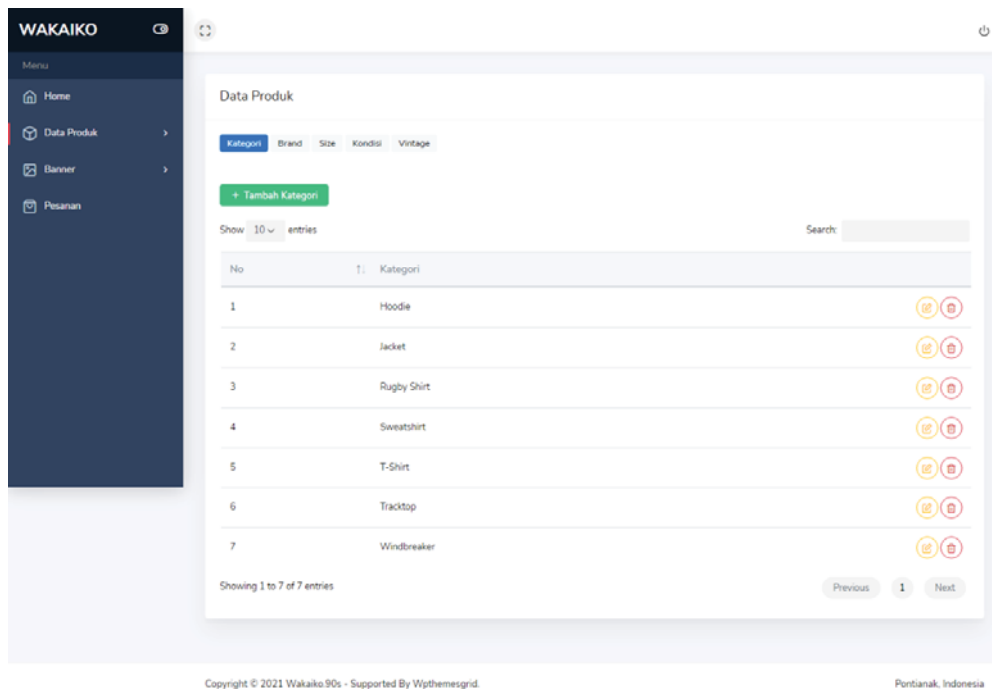 WAKAIKO
Menu
Home
Data Produk
Banner
Pesanan
Data Produk
Kategori Brand Size Kondisi Vintage
+ Tambah Kategori
Show 10 entries Search:
No Kategori
1 Hoodie
2 Jacket
3 Rugby Shirt
4 Sweatshirt
5 T-Shirt
6 Tracktop
7 Windbreaker
Showing 1 to 7 of 7 entries Previous 1 Next
Copyright © 2021 Wakaiko.90s - Supported By Wpthemesgrid. Pontianak, Indonesia